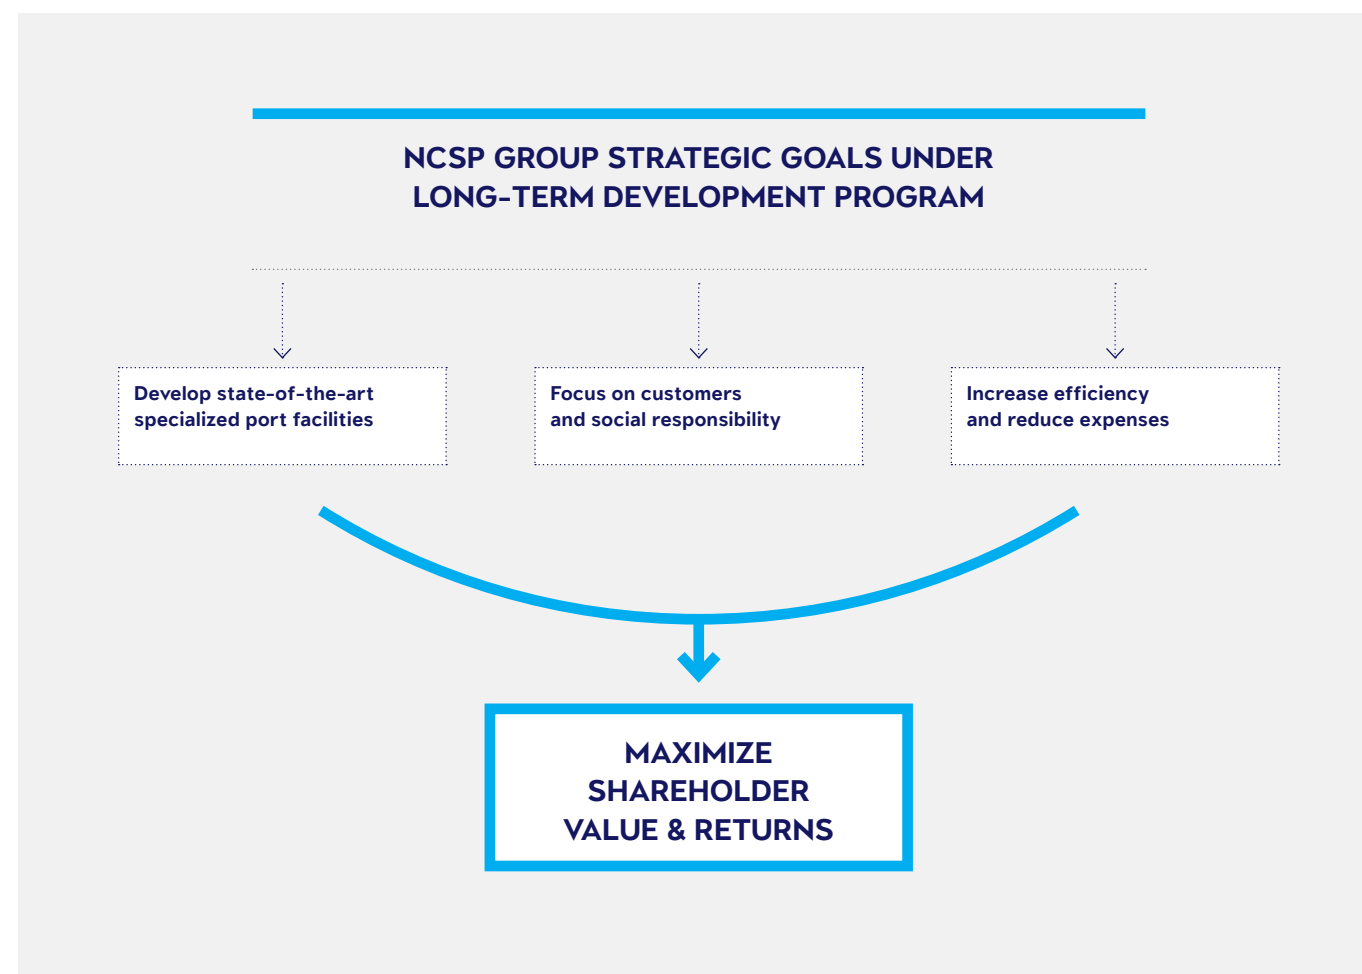 NCSP GROUP STRATEGIC GOALS UNDER
LONG-TERM DEVELOPMENT PROGRAM
Develop state-of-the-art
specialized port facilities
Focus on customers
and social responsibility
Increase efficiency
and reduce expenses
MAXIMIZE
SHAREHOLDER
VALUE & RETURNS